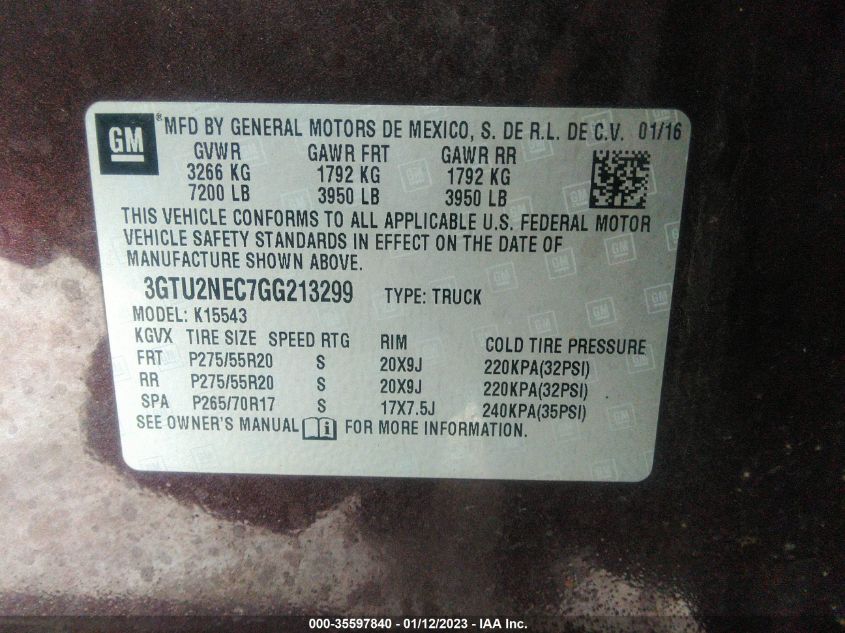 GM ® MFD BY GENERAL MOTORS DE MEXICO, S. DE R.L. DE C.V. 01/16
GVWR GAWR FRT GAWR RR
3266 KG 1792 KG 1792 KG
7200 LB 3950 LB 3950 LB
THIS VEHICLE CONFORMS TO ALL APPLICABLE U.S. FEDERAL MOTOR
VEHICLE SAFETY STANDARDS IN EFFECT ON THE DATE OF
MANUFACTURE SHOWN ABOVE.
3GTU2NEC7GG213299 TYPE: TRUCK
MODEL: K15543
KGVX TIRE SIZE SPEED RTG RIM COLD TIRE PRESSURE
FRT P275/55R20 S 20X9J 220KPA(32PSI)
RR P275/55R20 S 20X9J 220KPA(32PSI)
SPA P265/70R17 S 17X7.5J 240KPA(35PSI)
SEE OWNER'S MANUAL FOR MORE INFORMATION.
000-35597840 - 01/12/2023 - IAA Inc.